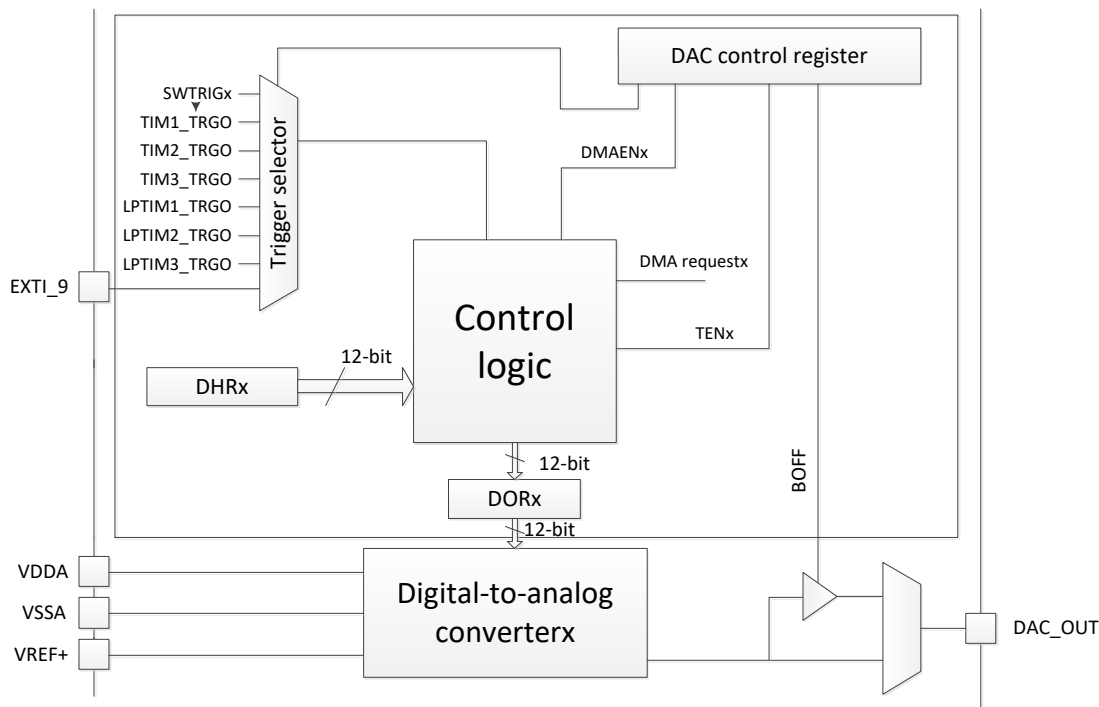 DAC control register
SWTRIGx
TIM1_TRGO
TIM2_TRGO
TIM3_TRGO
LPTIM1_TRGO
LPTIM2_TRGO
LPTIM3_TRGO
Trigger selector
DMAENx
EXTI_9
DMA requestx
Control
logic
TENx
12-bit
DHRx
BOFF
12-bit
DORx
12-bit
VDDA
VSSA
VREF+
Digital-to-analog
converterx
DAC_OUT